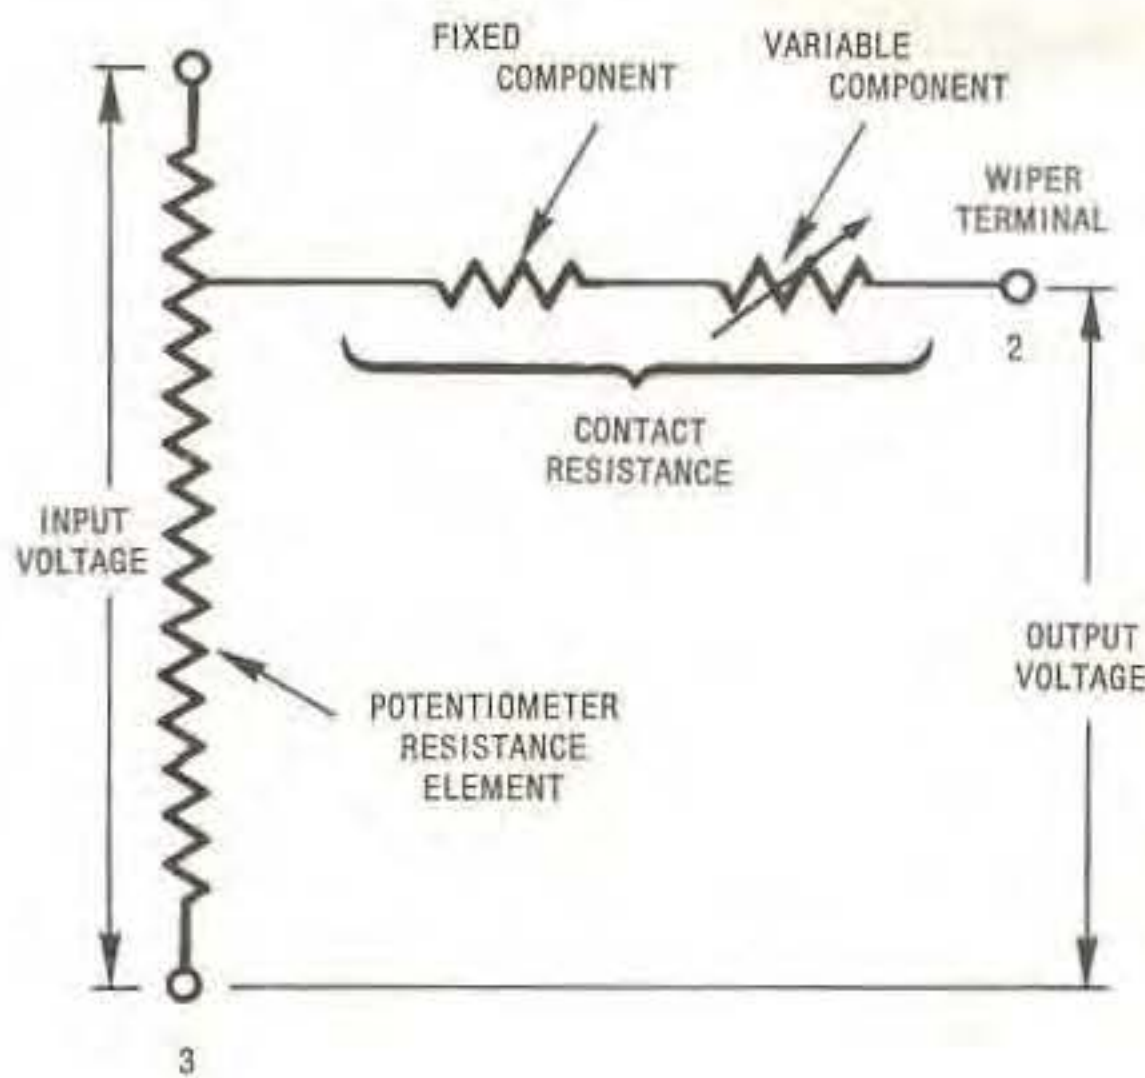 FIXED
COMPONENT
VARIABLE
COMPONENT
WIPER
TERMINAL
2
CONTACT
RESISTANCE
INPUT
VOLTAGE
OUTPUT
VOLTAGE
POTENTIOMETER
RESISTANCE
ELEMENT
3